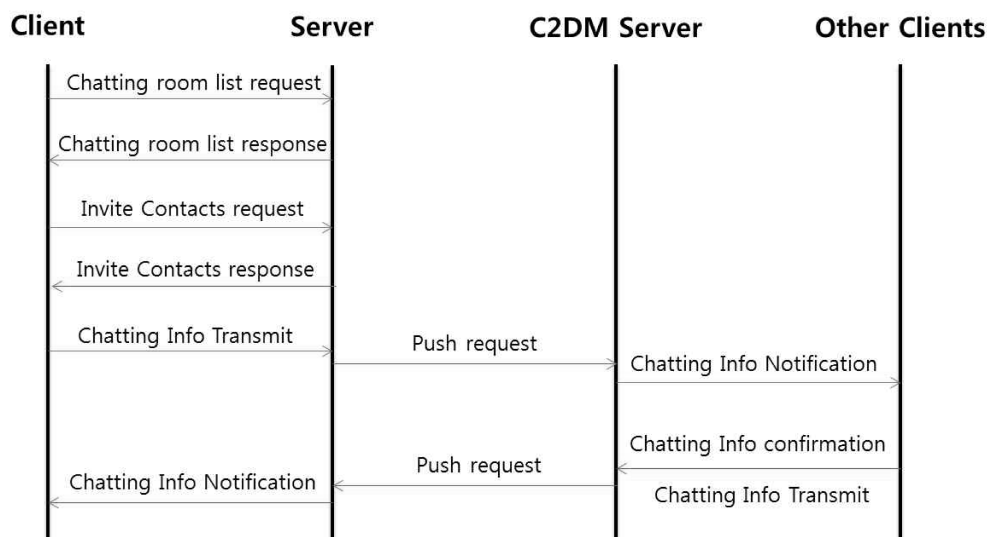 Client Server C2DM Server Other Clients
Chatting room list request
Chatting room list response
Invite Contacts request
Invite Contacts response
Chatting Info Transmit
Push request
Chatting Info Notification
Chatting Info confirmation
Push request
Chatting Info Notification
Chatting Info Transmit